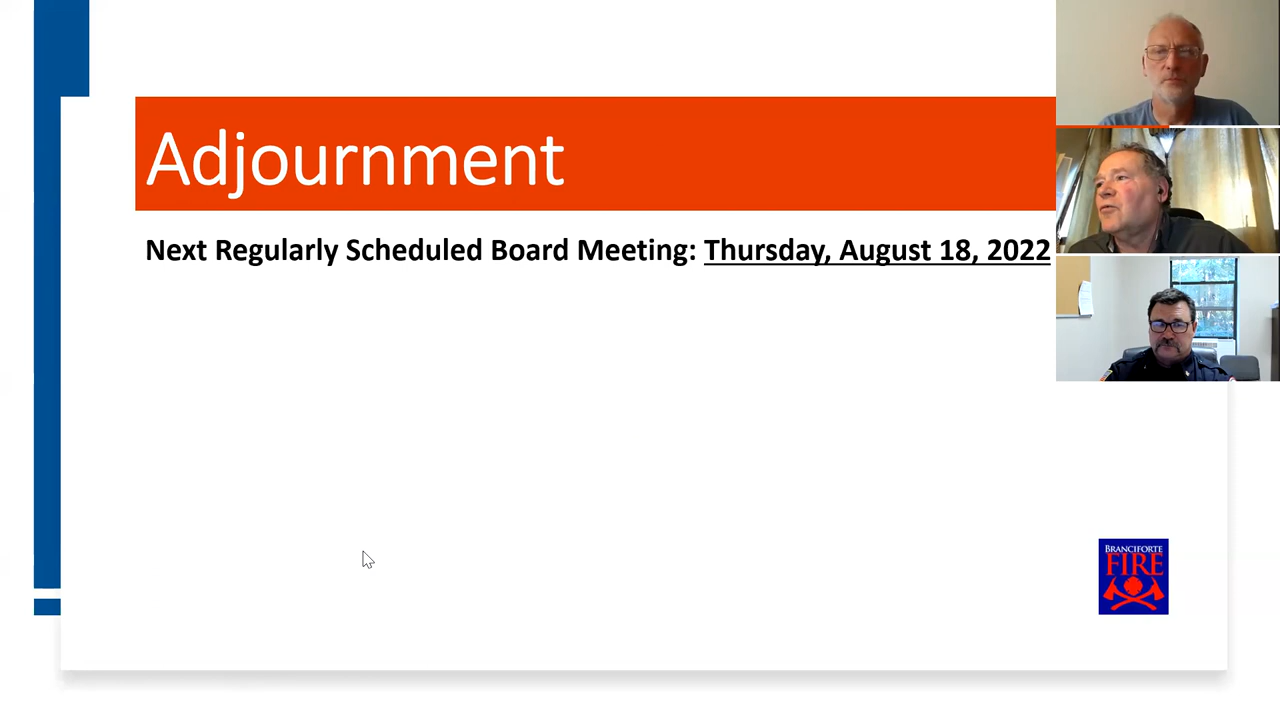 Adjournment
Next Regularly Scheduled Board Meeting: Thursday, August 18, 2022
BRANCIFORTE
FIRE